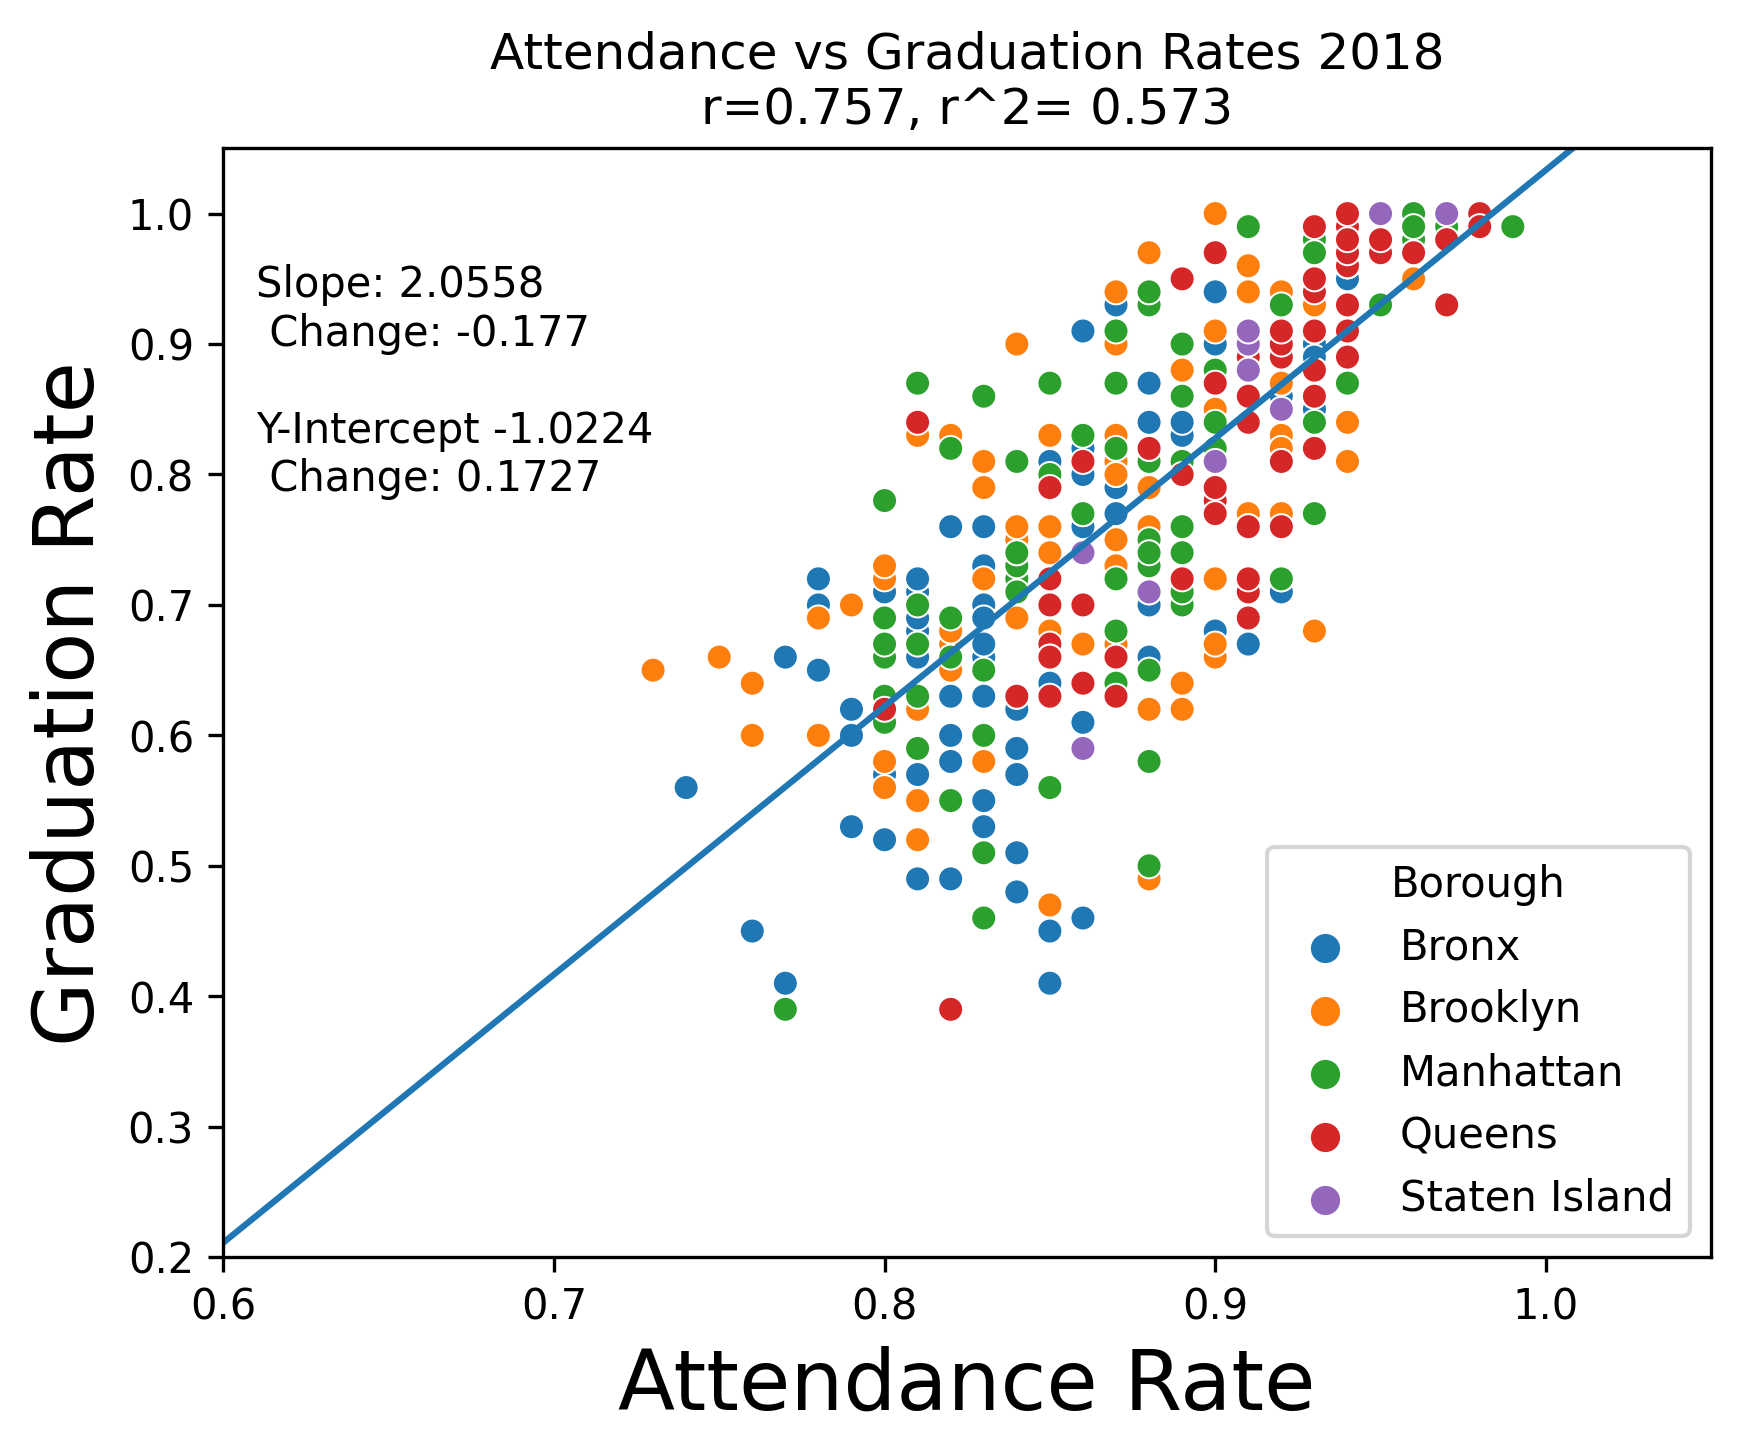 Attendance vs Graduation Rates 2018
r=0.757, r^2= 0.573
Graduation Rate
1.0
0.9
0.8
0.7
0.6
0.5
0.4
0.3
0.2
Slope: 2.0558
Change: -0.177
Y-Intercept -1.0224
Change: 0.1727
Borough
Bronx
Brooklyn
Manhattan
Queens
Staten Island
0.6 0.7 0.8 0.9 1.0
Attendance Rate